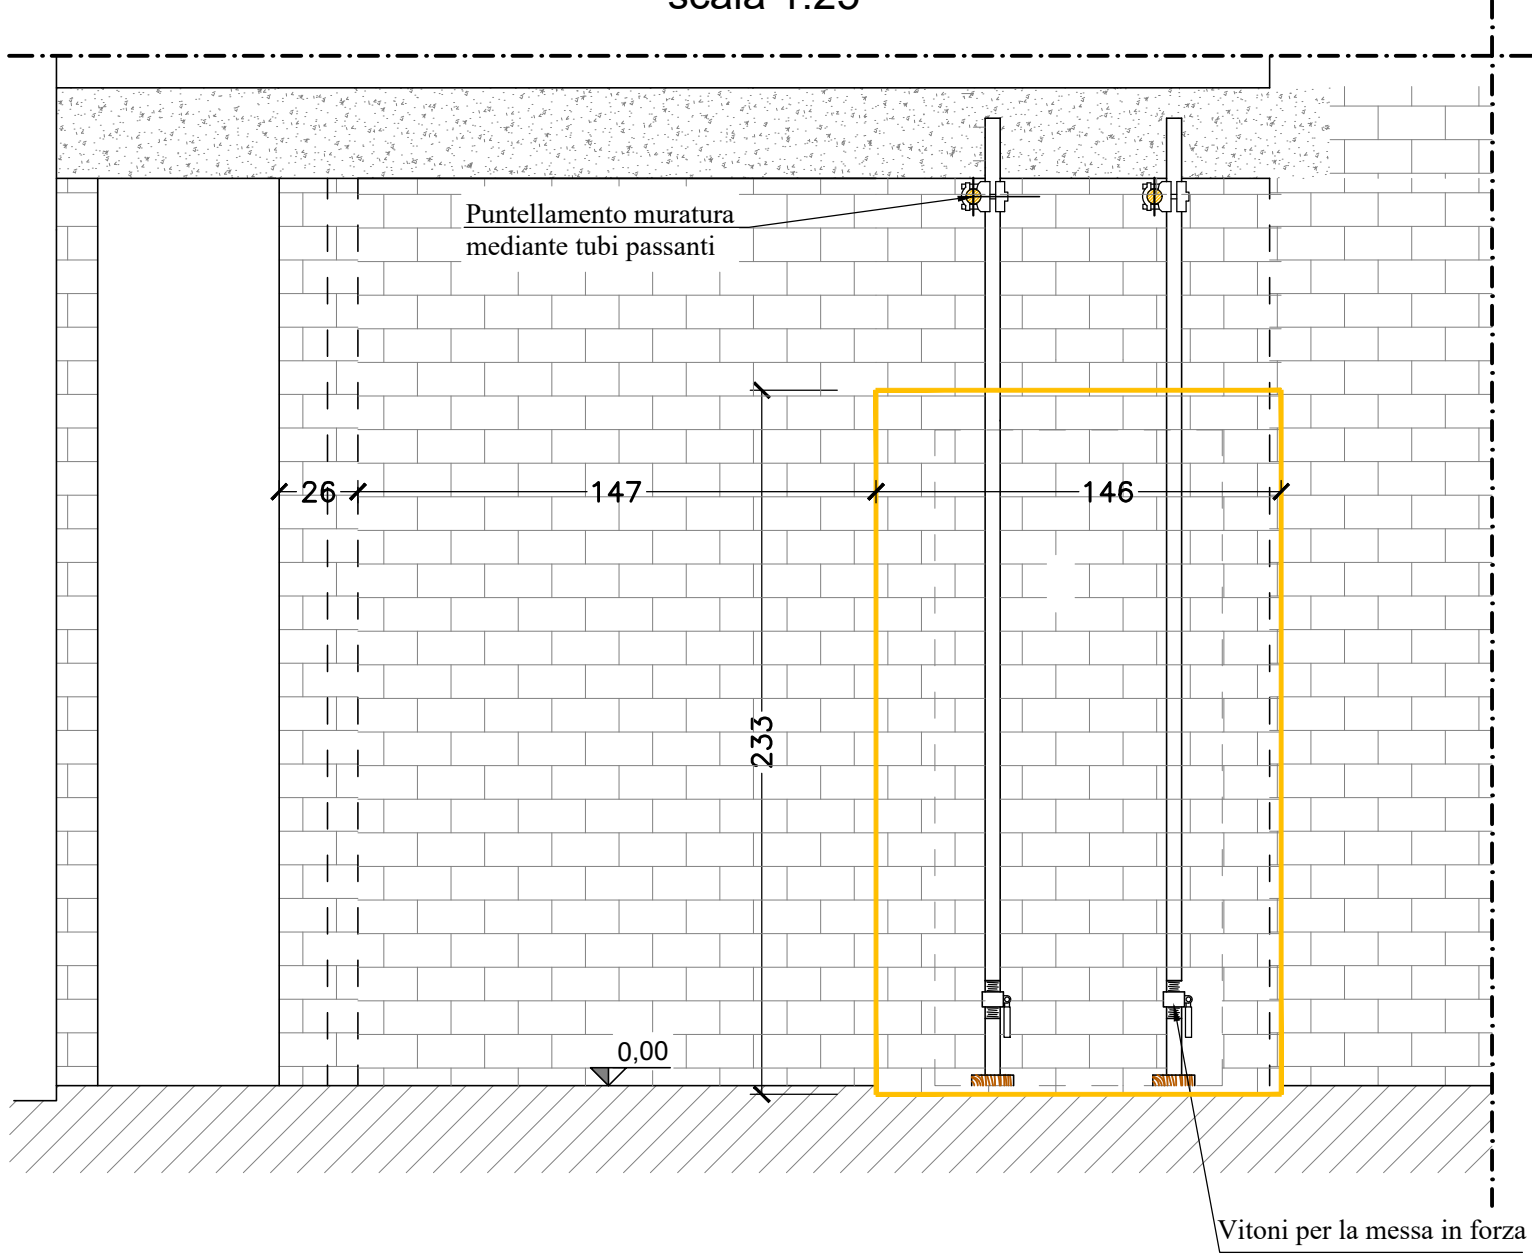 Puntellamento muratura
mediante tubi passanti
26
147
146
233
0,00
Vitoni per la messa in forza